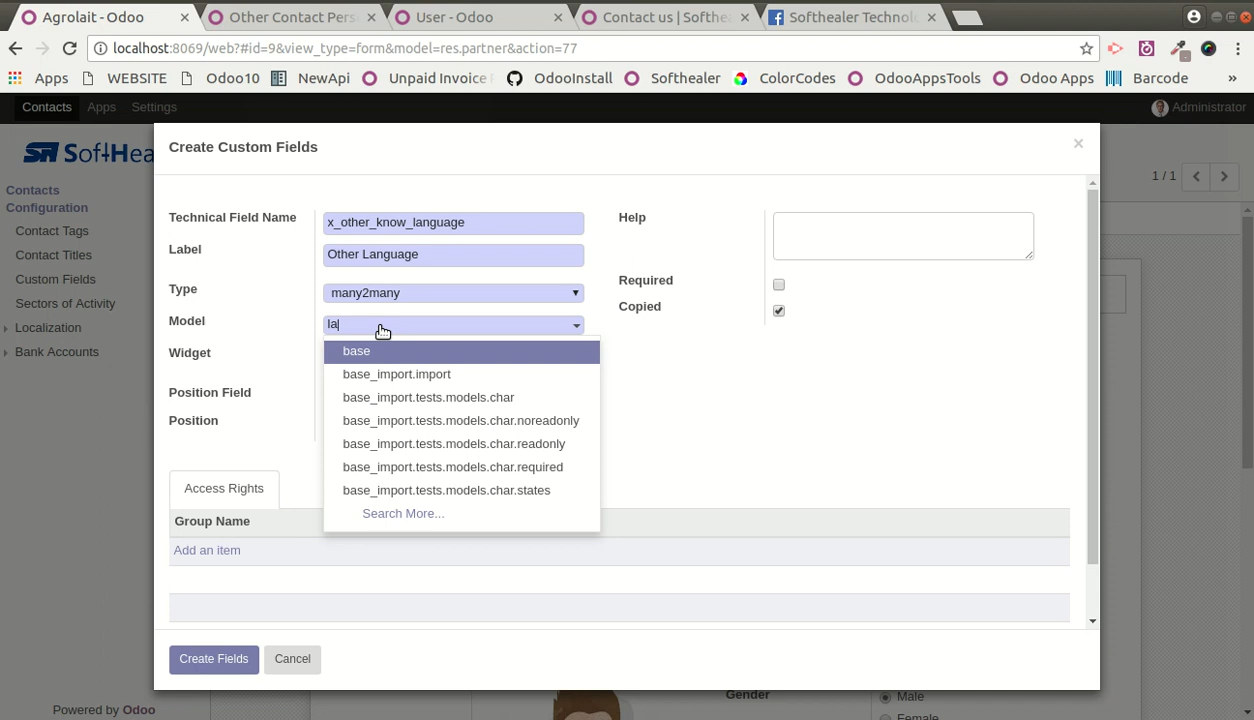 Agrolait - Odoo
Other Contact Pers
User - Odoo
Contact us | Softhea
Softhealer Technolo
localhost:8069/web?#id=9&view_type=form&model=res.partner&action=77
Apps
WEBSITE
Odoo10
NewApi
Unpaid Invoice
OdooInstall
Softhealer
ColorCodes
OdooAppsTools
Odoo Apps
Barcode
»
Contacts
Apps
Settings
Administrator
SoftHea
Create Custom Fields
×
1 / 1
Contacts
Configuration
Contact Tags
Contact Titles
Custom Fields
Sectors of Activity
Localization
Bank Accounts
Technical Field Name
x_other_know_language
Help
Label
Other Language
Required
Type
many2many
Copied
Model
la
Widget
base
base_import.import
Position Field
base_import.tests.models.char
Position
base_import.tests.models.char.noreadonly
base_import.tests.models.char.readonly
base_import.tests.models.char.required
base_import.tests.models.char.states
Search More...
Access Rights
Group Name
Add an item
Create Fields
Cancel
Gender
Male
Female
Powered by Odoo